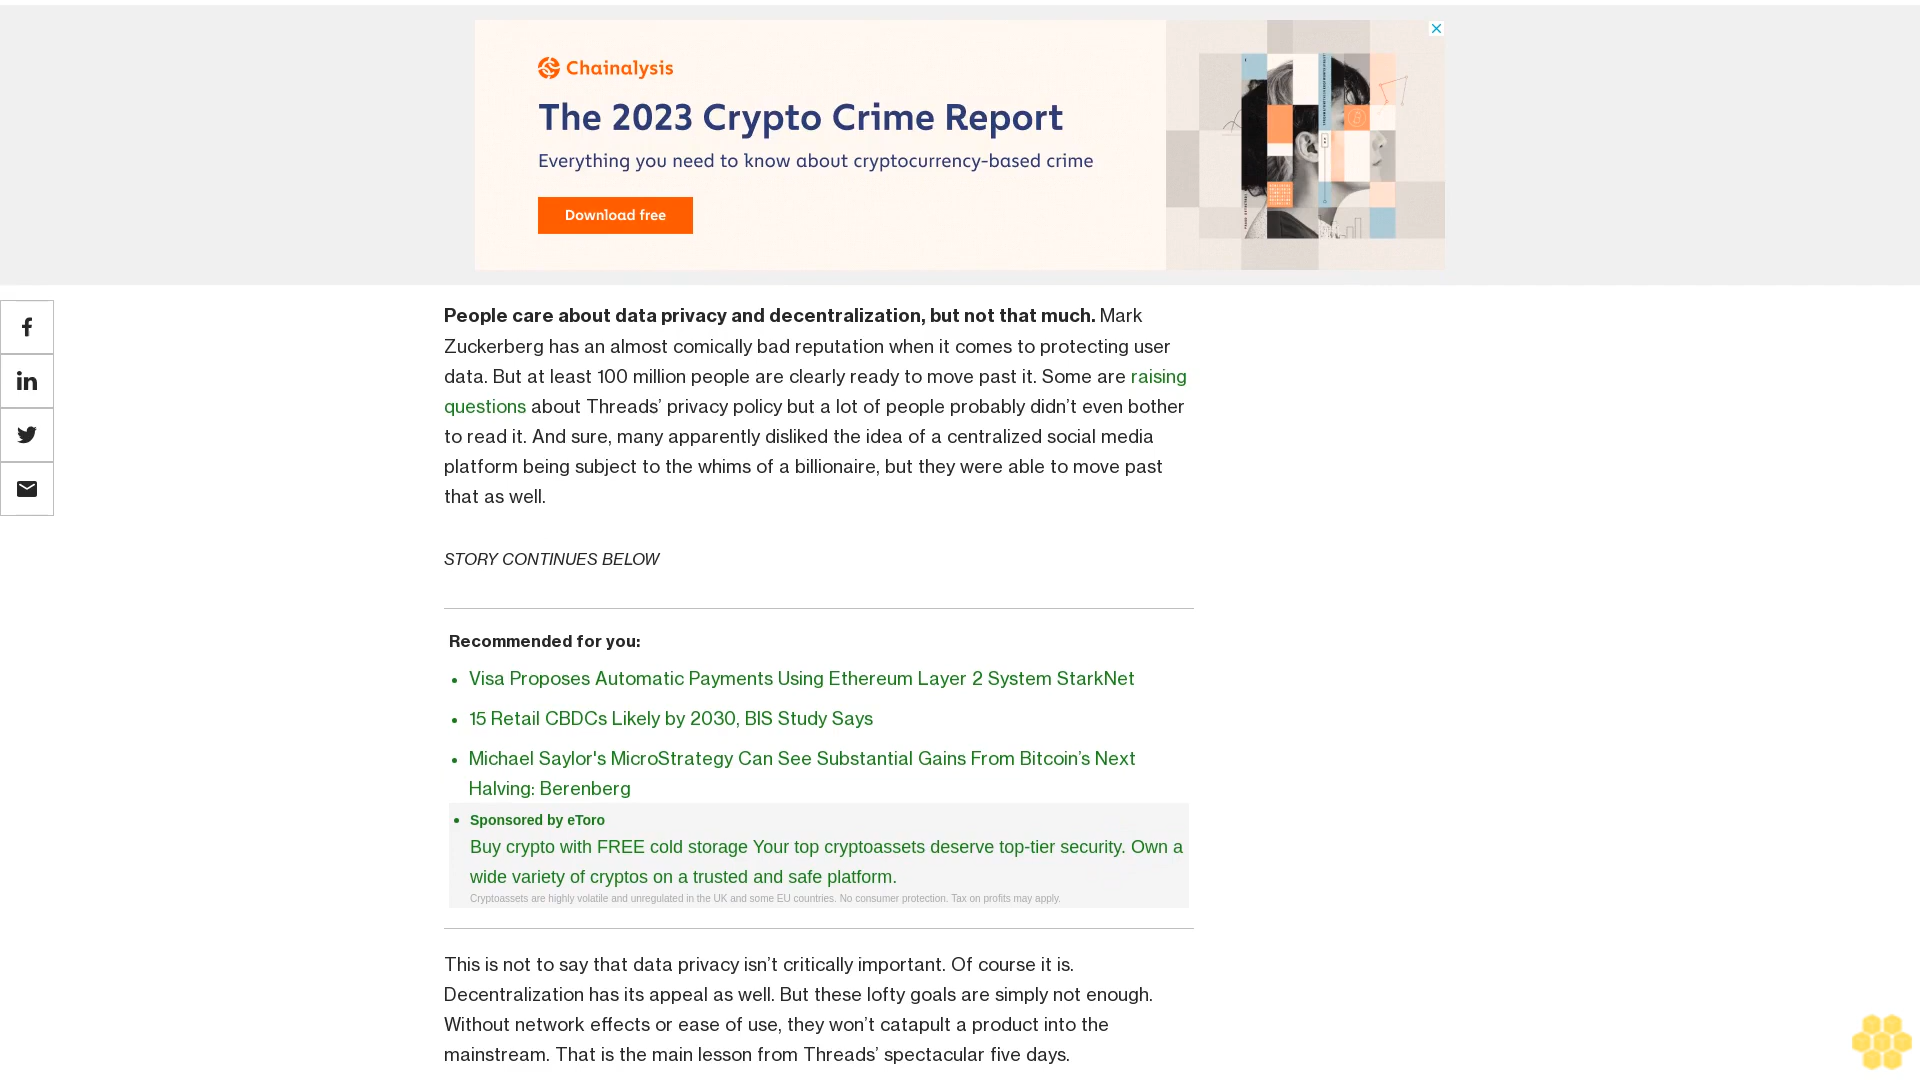 Chainalysis
The 2023 Crypto Crime Report
Everything you need to know about cryptocurrency-based crime
Download free
People care about data privacy and decentralization, but not that much. Mark
Zuckerberg has an almost comically bad reputation when it comes to protecting user
data. But at least 100 million people are clearly ready to move past it. Some are raising
questions about Threads’ privacy policy but a lot of people probably didn’t even bother
to read it. And sure, many apparently disliked the idea of a centralized social media
platform being subject to the whims of a billionaire, but they were able to move past
that as well.
STORY CONTINUES BELOW
Recommended for you:
• Visa Proposes Automatic Payments Using Ethereum Layer 2 System StarkNet
• 15 Retail CBDCs Likely by 2030, BIS Study Says
• Michael Saylor's MicroStrategy Can See Substantial Gains From Bitcoin’s Next
Halving: Berenberg
• Sponsored by eToro
Buy crypto with FREE cold storage Your top cryptoassets deserve top-tier security. Own a
wide variety of cryptos on a trusted and safe platform.
Cryptoassets are highly volatile and unregulated in the UK and some EU countries. No consumer protection. Tax on profits may apply.
This is not to say that data privacy isn’t critically important. Of course it is.
Decentralization has its appeal as well. But these lofty goals are simply not enough.
Without network effects or ease of use, they won’t catapult a product into the
mainstream. That is the main lesson from Threads’ spectacular five days.